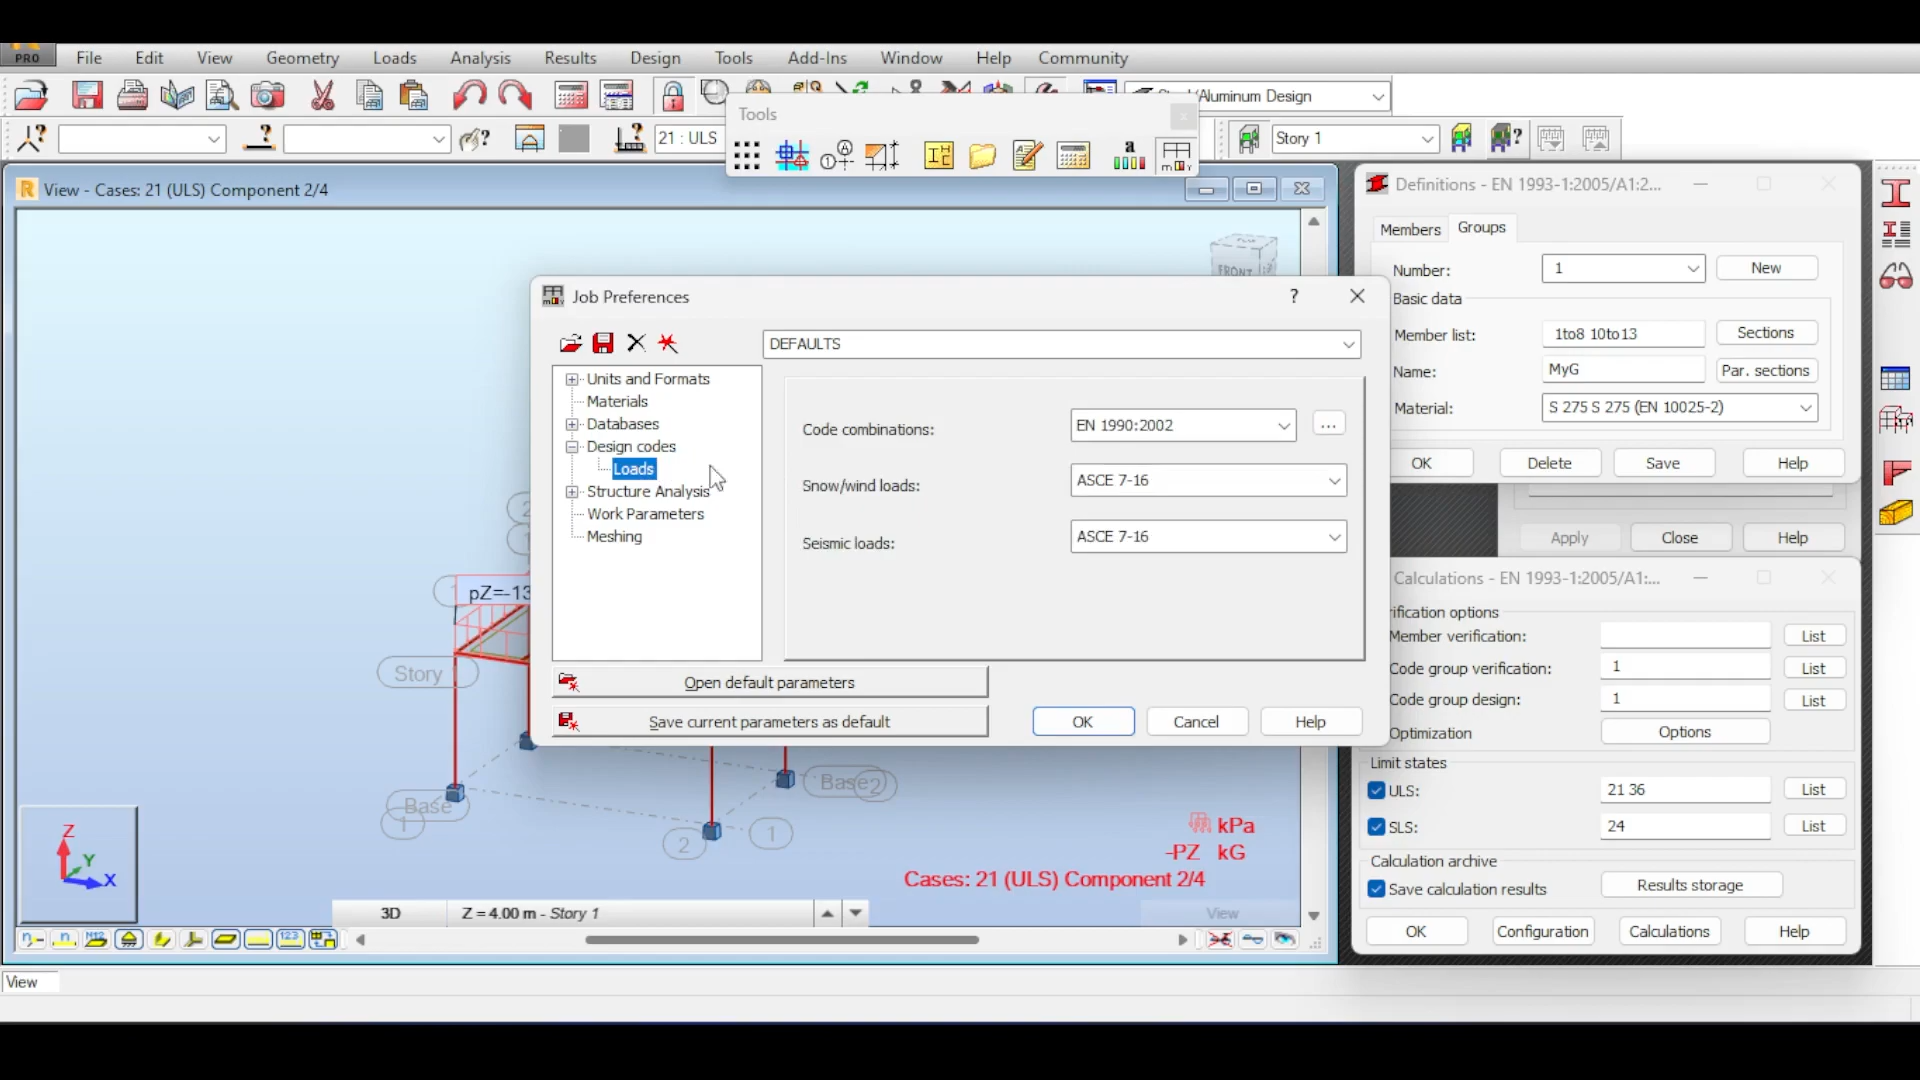 PRO
File Edit View Geometry Loads Analysis Results Design Tools Add-Ins Window Help Community
/Aluminum Design
Tools
21 : ULS
Story 1
View - Cases: 21 (ULS) Component 2/4
FRONT
Definitions - EN 1993-1:2005/A1:2...
Members Groups
Number: 1 New
Basic data
Member list: 1to8 10to13 Sections
Name: MyG Par. sections
Material: S 275 S 275 (EN 10025-2)
OK Delete Save Help
Apply Close Help
Job Preferences ?
DEFAULTS
Units and Formats
Materials
Databases
Design codes
Loads
Structure Analysis
Work Parameters
Meshing
Code combinations: EN 1990:2002 ...
Snow/wind loads: ASCE 7-16
Seismic loads: ASCE 7-16
Open default parameters
Save current parameters as default
OK Cancel Help
Calculations - EN 1993-1:2005/A1:...
ification options
Member verification: List
Code group verification: 1 List
Code group design: 1 List
Optimization Options
Limit states
ULS: 21 36 List
SLS: 24 List
Calculation archive
Save calculation results Results storage
OK Configuration Calculations Help
pZ=-13
Story
Base
1
2
1
Base
2
Z
Y
X
kPa
-PZ kG
Cases: 21 (ULS) Component 2/4
3D Z = 4.00 m - Story 1 View
View